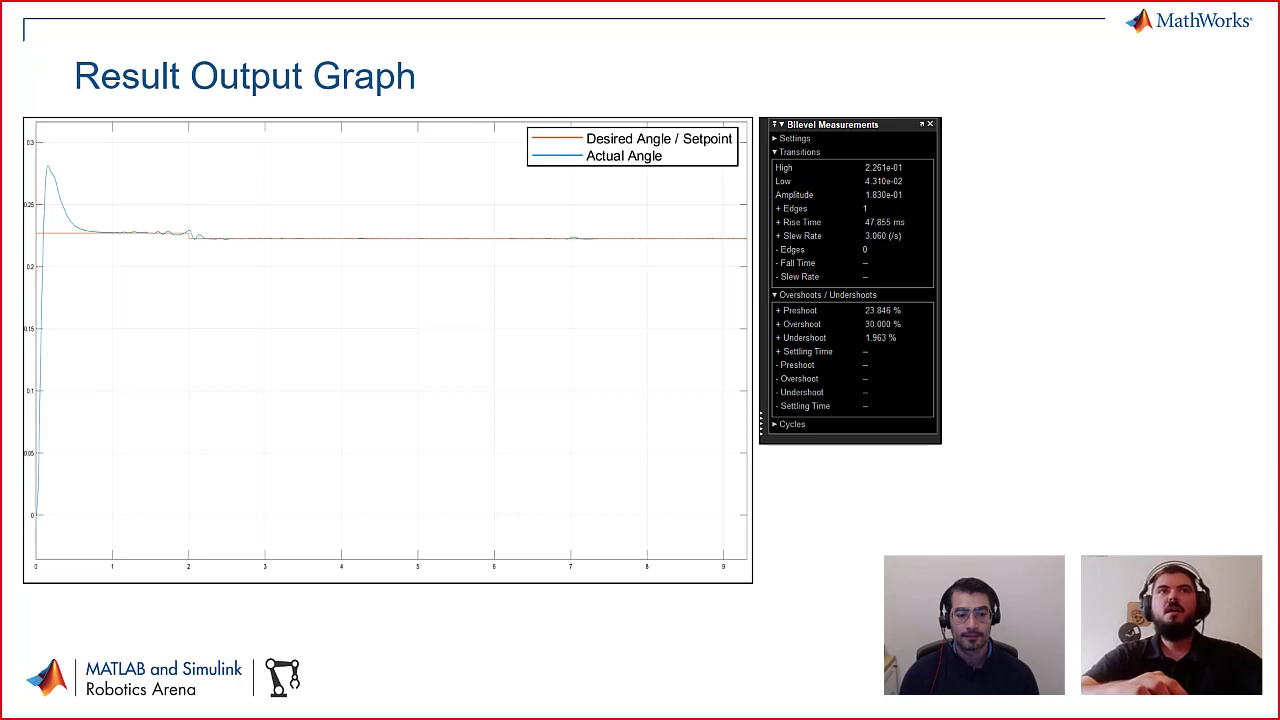 MathWorks®
Result Output Graph
Desired Angle / Setpoint
Actual Angle
0.3
0.25
0.2
0.15
0.1
0.05
0
0 1 2 3 4 5 6 7 8 9
Bilevel Measurements
Settings
Transitions
High 2.261e-01
Low 4.310e-02
Amplitude 1.830e-01
+ Edges 1
+ Rise Time 47.855 ms
+ Slew Rate 3.060 (/s)
- Edges 0
- Fall Time --
- Slew Rate --
Overshoots / Undershoots
+ Preshoot 23.846 %
+ Overshoot 30.000 %
+ Undershoot 1.963 %
+ Settling Time --
- Preshoot --
- Overshoot --
- Undershoot --
- Settling Time --
Cycles
MATLAB and Simulink
Robotics Arena